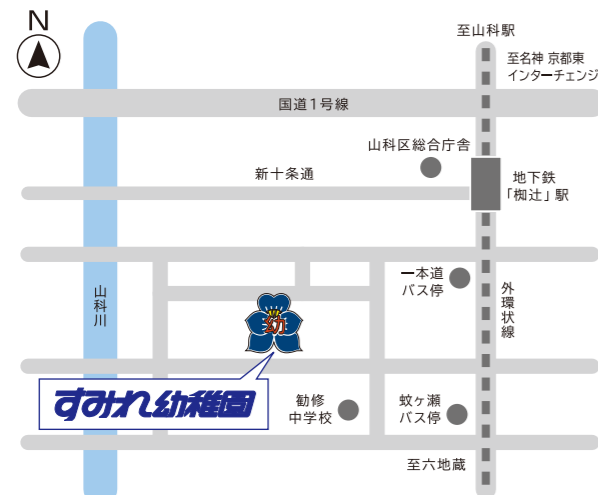 N
至山科駅
至名神 京都東
インターチェンジ
国道1号線
山科区総合庁舎
新十条通
地下鉄
「椥辻」駅
一本道
バス停
山科川
外環状線
幼
すみれ幼稚園
勧修
中学校
蚊ヶ瀬
バス停
至六地蔵